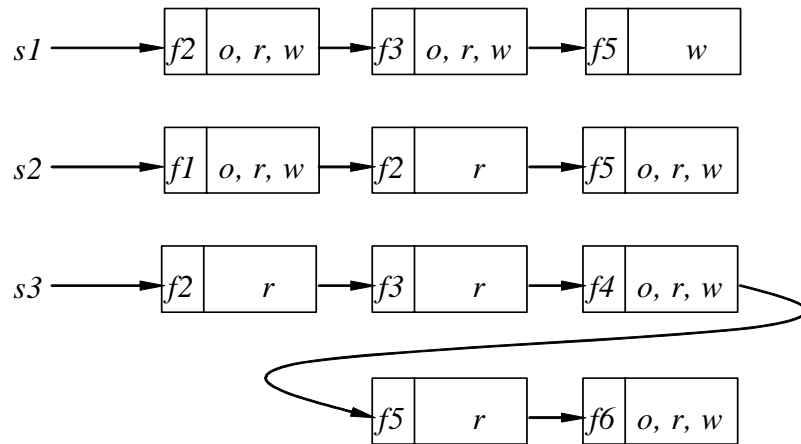 s1 f2 o, r, w f3 o, r, w f5 w
s2 f1 o, r, w f2 r f5 o, r, w
s3 f2 r f3 r f4 o, r, w
f5 r f6 o, r, w